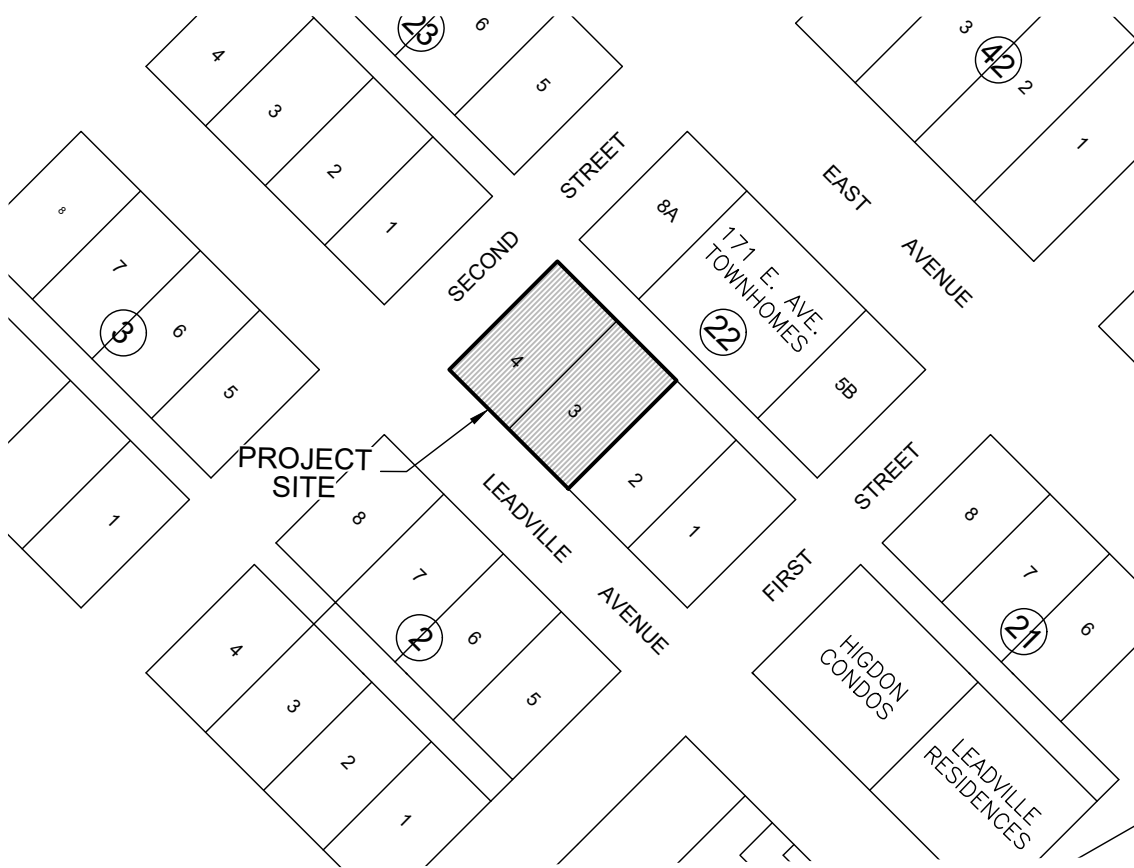 23
6
5
4
3
2
1
3
42
2
1
SECOND
STREET
EAST
AVENUE
8
7
3
6
5
1
8A
171 E. AVE.
TOWNHOMES
22
5B
4
3
2
1
PROJECT
SITE
LEADVILLE
AVENUE
FIRST
STREET
8
7
2
6
5
4
3
2
1
8
7
21
6
HIGDON
CONDOS
LEADVILLE
RESIDENCES